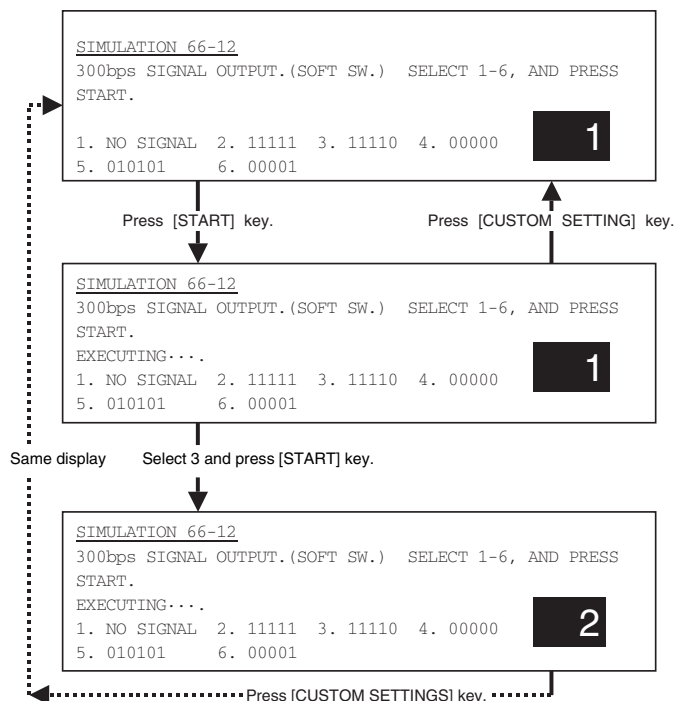 SIMULATION 66-12
300bps SIGNAL OUTPUT.(SOFT SW.) SELECT 1-6, AND PRESS
START.
1. NO SIGNAL 2. 11111 3. 11110 4. 00000
5. 010101 6. 00001
1
Press [START] key.
Press [CUSTOM SETTING] key.
SIMULATION 66-12
300bps SIGNAL OUTPUT.(SOFT SW.) SELECT 1-6, AND PRESS
START.
EXECUTING····.
1. NO SIGNAL 2. 11111 3. 11110 4. 00000
5. 010101 6. 00001
1
Same display
Select 3 and press [START] key.
SIMULATION 66-12
300bps SIGNAL OUTPUT.(SOFT SW.) SELECT 1-6, AND PRESS
START.
EXECUTING····.
1. NO SIGNAL 2. 11111 3. 11110 4. 00000
5. 010101 6. 00001
2
Press [CUSTOM SETTINGS] key.